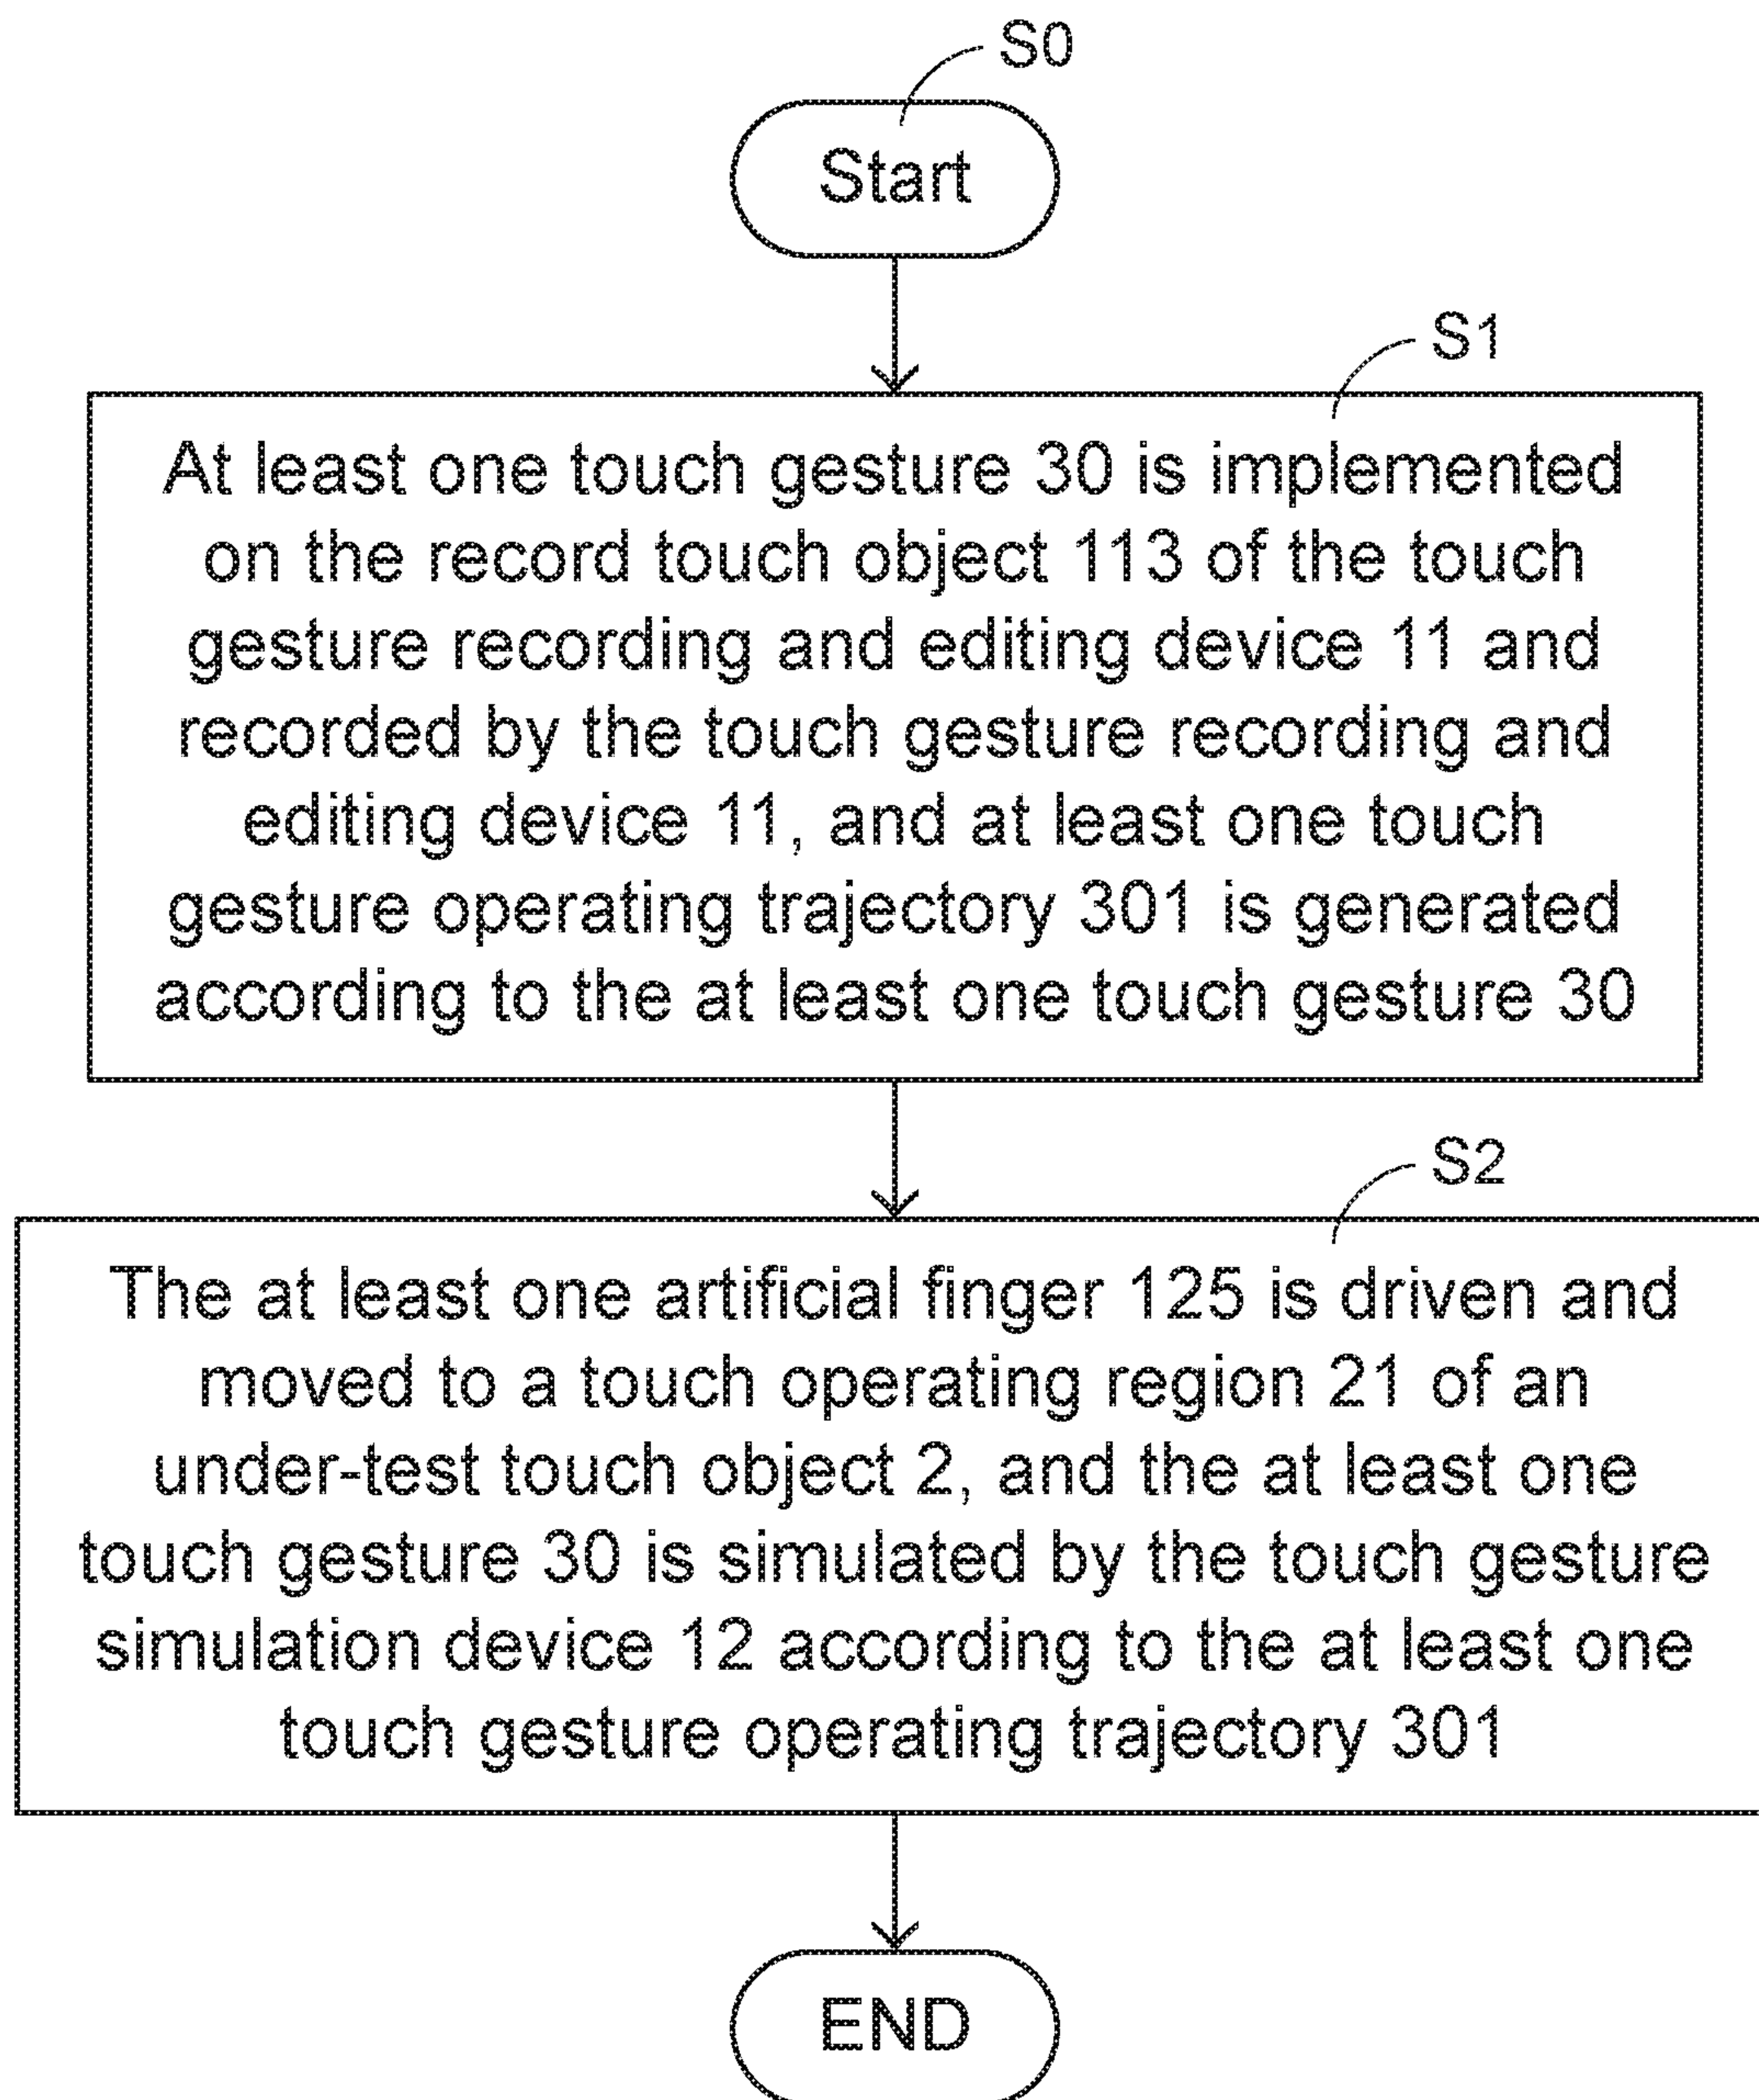 S0
Start
S1
At least one touch gesture 30 is implemented
on the record touch object 113 of the touch
gesture recording and editing device 11 and
recorded by the touch gesture recording and
editing device 11, and at least one touch
gesture operating trajectory 301 is generated
according to the at least one touch gesture 30
S2
The at least one artificial finger 125 is driven and
moved to a touch operating region 21 of an
under-test touch object 2, and the at least one
touch gesture 30 is simulated by the touch gesture
simulation device 12 according to the at least one
touch gesture operating trajectory 301
END